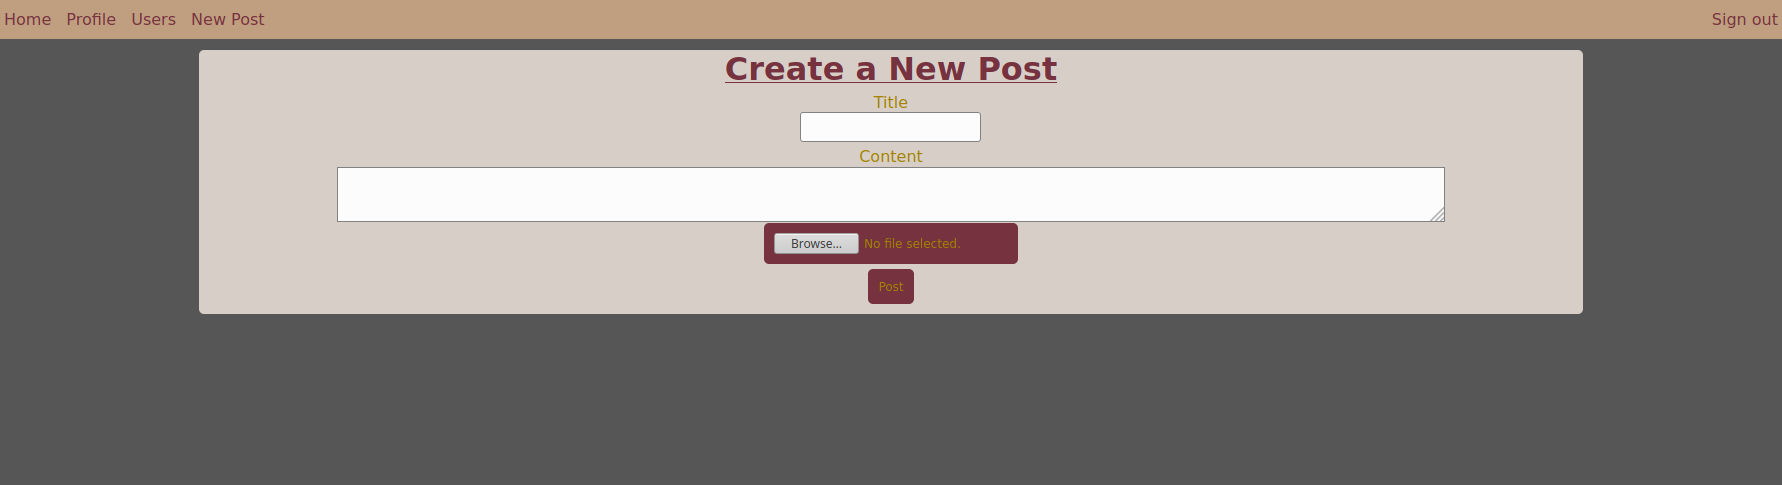 Home Profile Users New Post Sign out
Create a New Post
Title
Content
Browse... No file selected.
Post